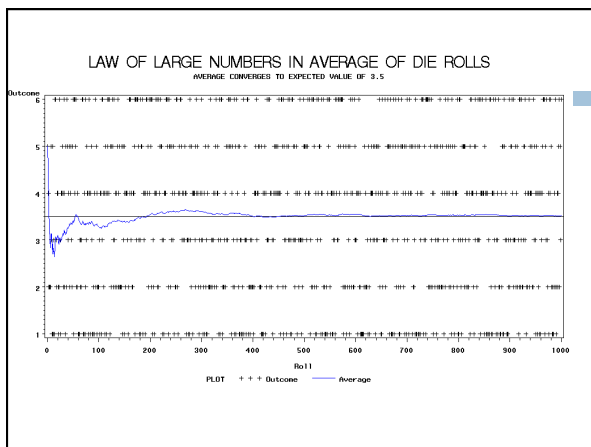 LAW OF LARGE NUMBERS IN AVERAGE OF DIE ROLLS
AVERAGE CONVERGES TO EXPECTED VALUE OF 3.5
Outcome
6
5
4
3
2
1
0 100 200 300 400 500 600 700 800 900 1000
Roll
PLOT + + + Outcome Average